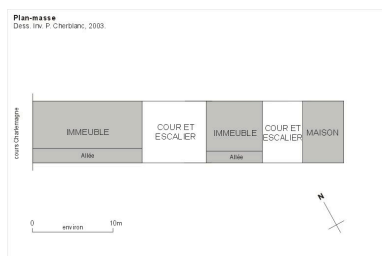 Plan-masse
Dess. Inv. P. Cherblanc, 2003.
cours Charlemagne
IMMEUBLE
Allée
COUR ET
ESCALIER
IMMEUBLE
Allée
COUR ET
ESCALIER
MAISON
N
0
10m
environ